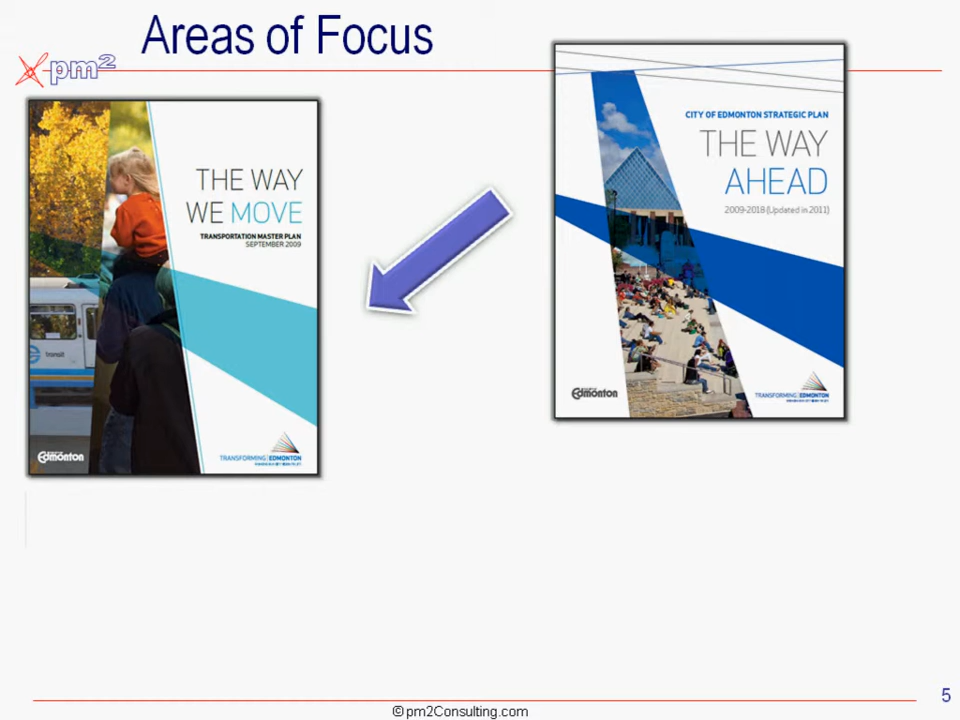 Areas of Focus
pm2
THE WAY
WE MOVE
TRANSPORTATION MASTER PLAN
SEPTEMBER 2009
transit
Edmonton
TRANSFORMING | EDMONTON
CITY OF EDMONTON STRATEGIC PLAN
THE WAY
AHEAD
2009-2018 (Updated in 2011)
Edmonton
TRANSFORMING | EDMONTON
5
© pm2Consulting.com